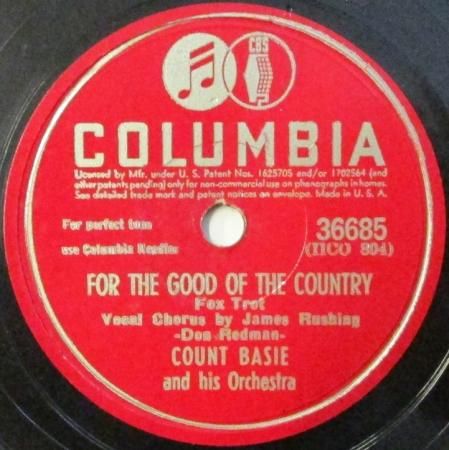 CBS
COLUMBIA
Licensed by Mfr. under U. S. Patent Nos. 1625705 and/or 1702564 (and
other patents pending) only for non-commercial use on phonographs in homes.
See detailed trade mark and patent notices on envelope. Made in U. S. A.
For perfect tone
use Columbia Needles
36685
(HCO 804)
FOR THE GOOD OF THE COUNTRY
Fox Trot
Vocal Chorus by James Rushing
-Don Redman-
COUNT BASIE
and his Orchestra